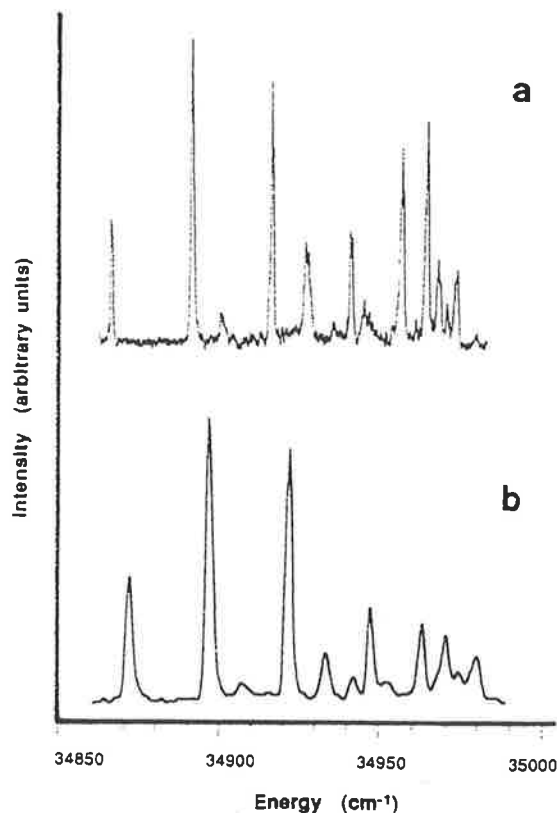 a
b
Intensity (arbitrary units)
34850 34900 34950 35000
Energy (cm⁻¹)